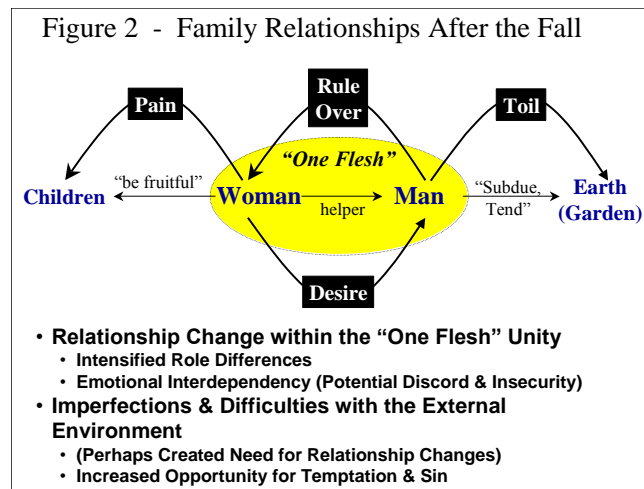 Figure 2 - Family Relationships After the Fall
Pain
Rule
Over
Toil
“One Flesh”
Children
“be fruitful”
Woman
helper
Man
“Subdue,
Tend”
Earth
(Garden)
Desire
• Relationship Change within the “One Flesh” Unity
• Intensified Role Differences
• Emotional Interdependency (Potential Discord & Insecurity)
• Imperfections & Difficulties with the External
Environment
• (Perhaps Created Need for Relationship Changes)
• Increased Opportunity for Temptation & Sin